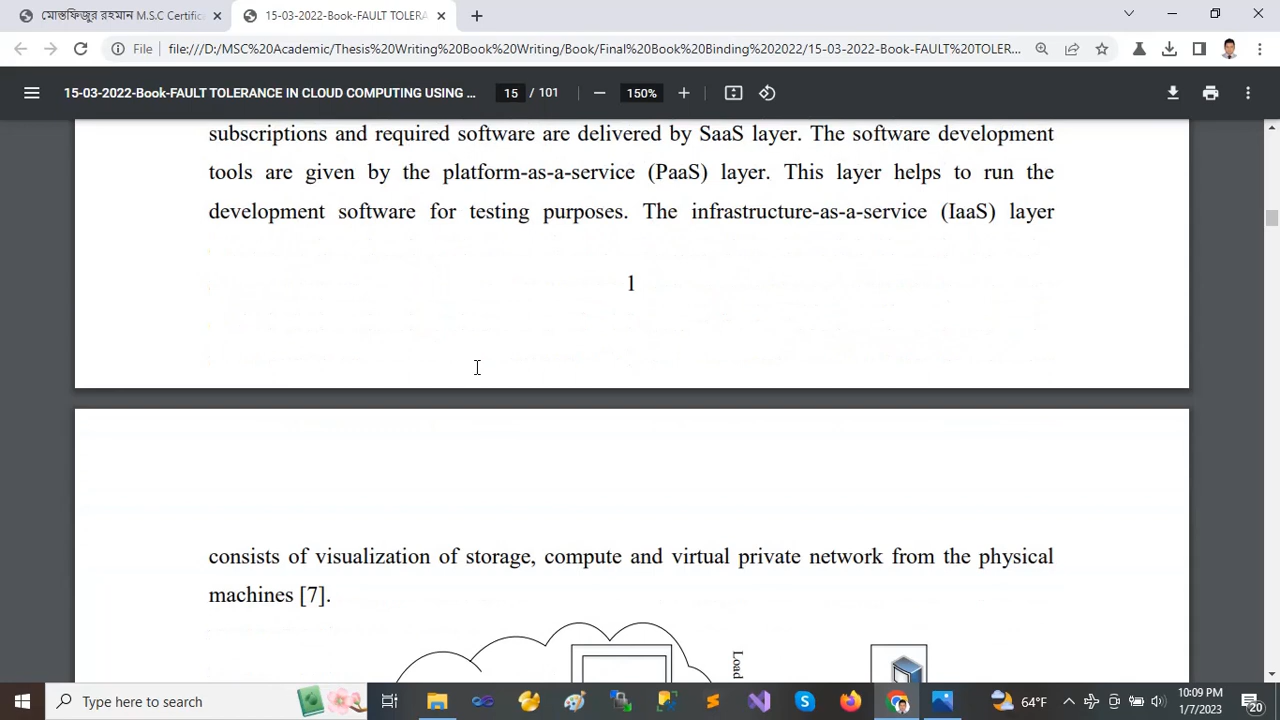 মোস্তফিজুর রহমান M.S.C Certific
15-03-2022-Book-FAULT TOLERA
File
file:///D:/MSC%20Academic/Thesis%20Writing%20Book%20Writing/Book/Final%20Book%20Binding%202022/15-03-2022-Book-FAULT%20TOLER...
15-03-2022-Book-FAULT TOLERANCE IN CLOUD COMPUTING USING ...
15 / 101
150%
subscriptions and required software are delivered by SaaS layer. The software development
tools are given by the platform-as-a-service (PaaS) layer. This layer helps to run the
development software for testing purposes. The infrastructure-as-a-service (IaaS) layer
1
consists of visualization of storage, compute and virtual private network from the physical
machines [7].
Load
Type here to search
64°F
10:09 PM
1/7/2023
20